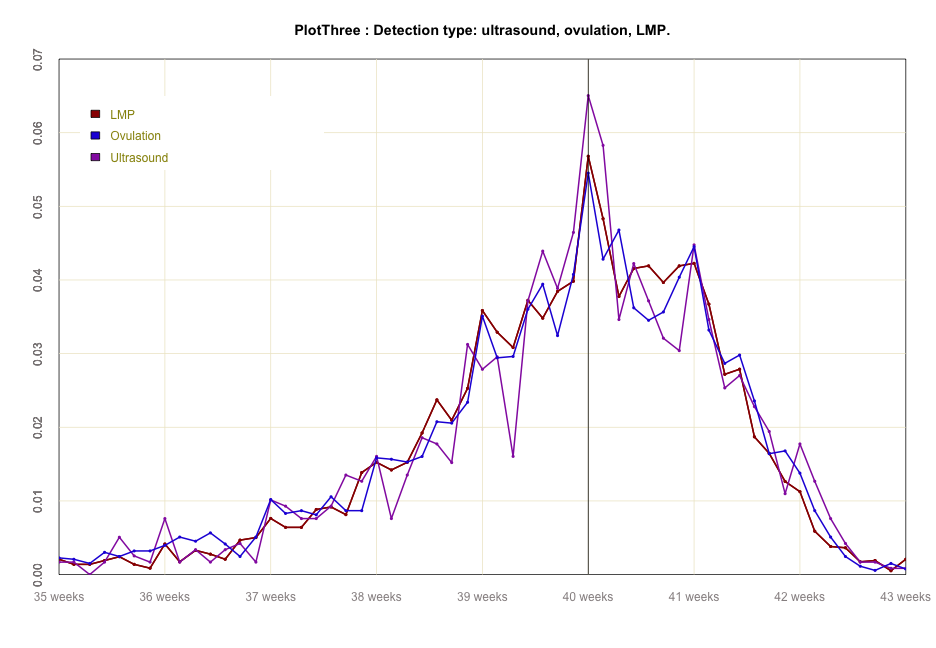 PlotThree : Detection type: ultrasound, ovulation, LMP.
0.07
0.06
0.05
0.04
0.03
0.02
0.01
0.00
LMP
Ovulation
Ultrasound
35 weeks 36 weeks 37 weeks 38 weeks 39 weeks 40 weeks 41 weeks 42 weeks 43 weeks